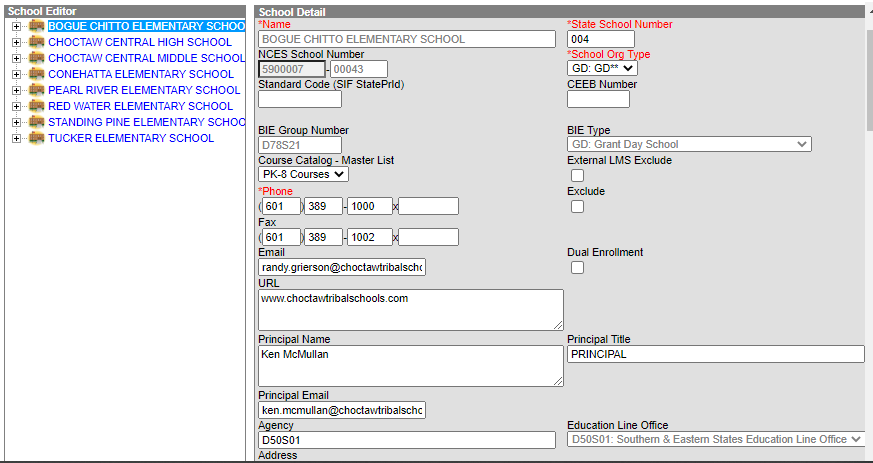 School Editor
BOGUE CHITTO ELEMENTARY SCHOO
CHOCTAW CENTRAL HIGH SCHOOL
CHOCTAW CENTRAL MIDDLE SCHOOL
CONEHATTA ELEMENTARY SCHOOL
PEARL RIVER ELEMENTARY SCHOOL
RED WATER ELEMENTARY SCHOOL
STANDING PINE ELEMENTARY SCHOO
TUCKER ELEMENTARY SCHOOL
School Detail
*Name *State School Number
BOGUE CHITTO ELEMENTARY SCHOOL 004
NCES School Number *School Org Type
5900007 - 00043 GD: GD**
Standard Code (SIF StatePrId) CEEB Number
BIE Group Number BIE Type
D78S21 GD: Grant Day School
Course Catalog - Master List External LMS Exclude
PK-8 Courses
*Phone Exclude
(601) 389 - 1000 x
Fax
(601) 389 - 1002 x
Email Dual Enrollment
randy.grierson@choctawtribalscho
URL
www.choctawtribalschools.com
Principal Name Principal Title
Ken McMullan PRINCIPAL
Principal Email
ken.mcmullan@choctawtribalscho
Agency Education Line Office
D50S01 D50S01: Southern & Eastern States Education Line Office
Address